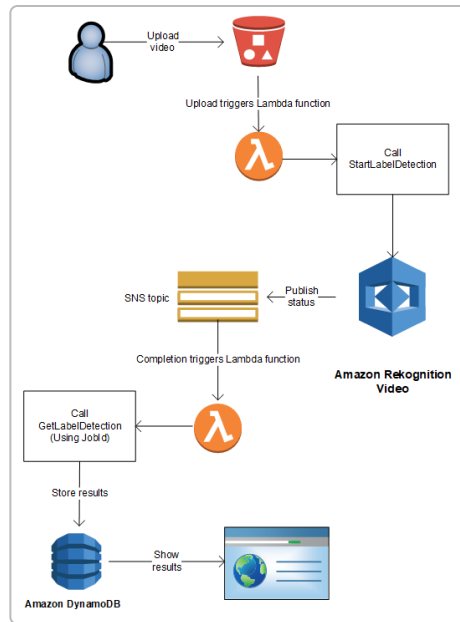 Upload
video
Upload triggers Lambda function
Call
StartLabelDetection
SNS topic
Publish
status
Amazon Rekognition
Video
Completion triggers Lambda function
Call
GetLabelDetection
(Using JobId)
Store results
Amazon DynamoDB
Show
results